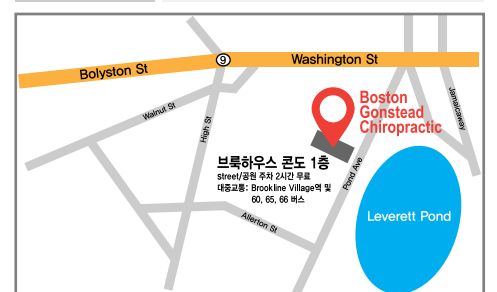 Bolyston St
9
Washington St
Walnut St
High St
Boston
Gonstead
Chiropractic
Jamaicaway
브룩하우스 콘도 1층
street/공원 주차 2시간 무료
대중교통: Brookline Village역 및
60, 65, 66 버스
Pond Ave
Leverett Pond
Allerton St